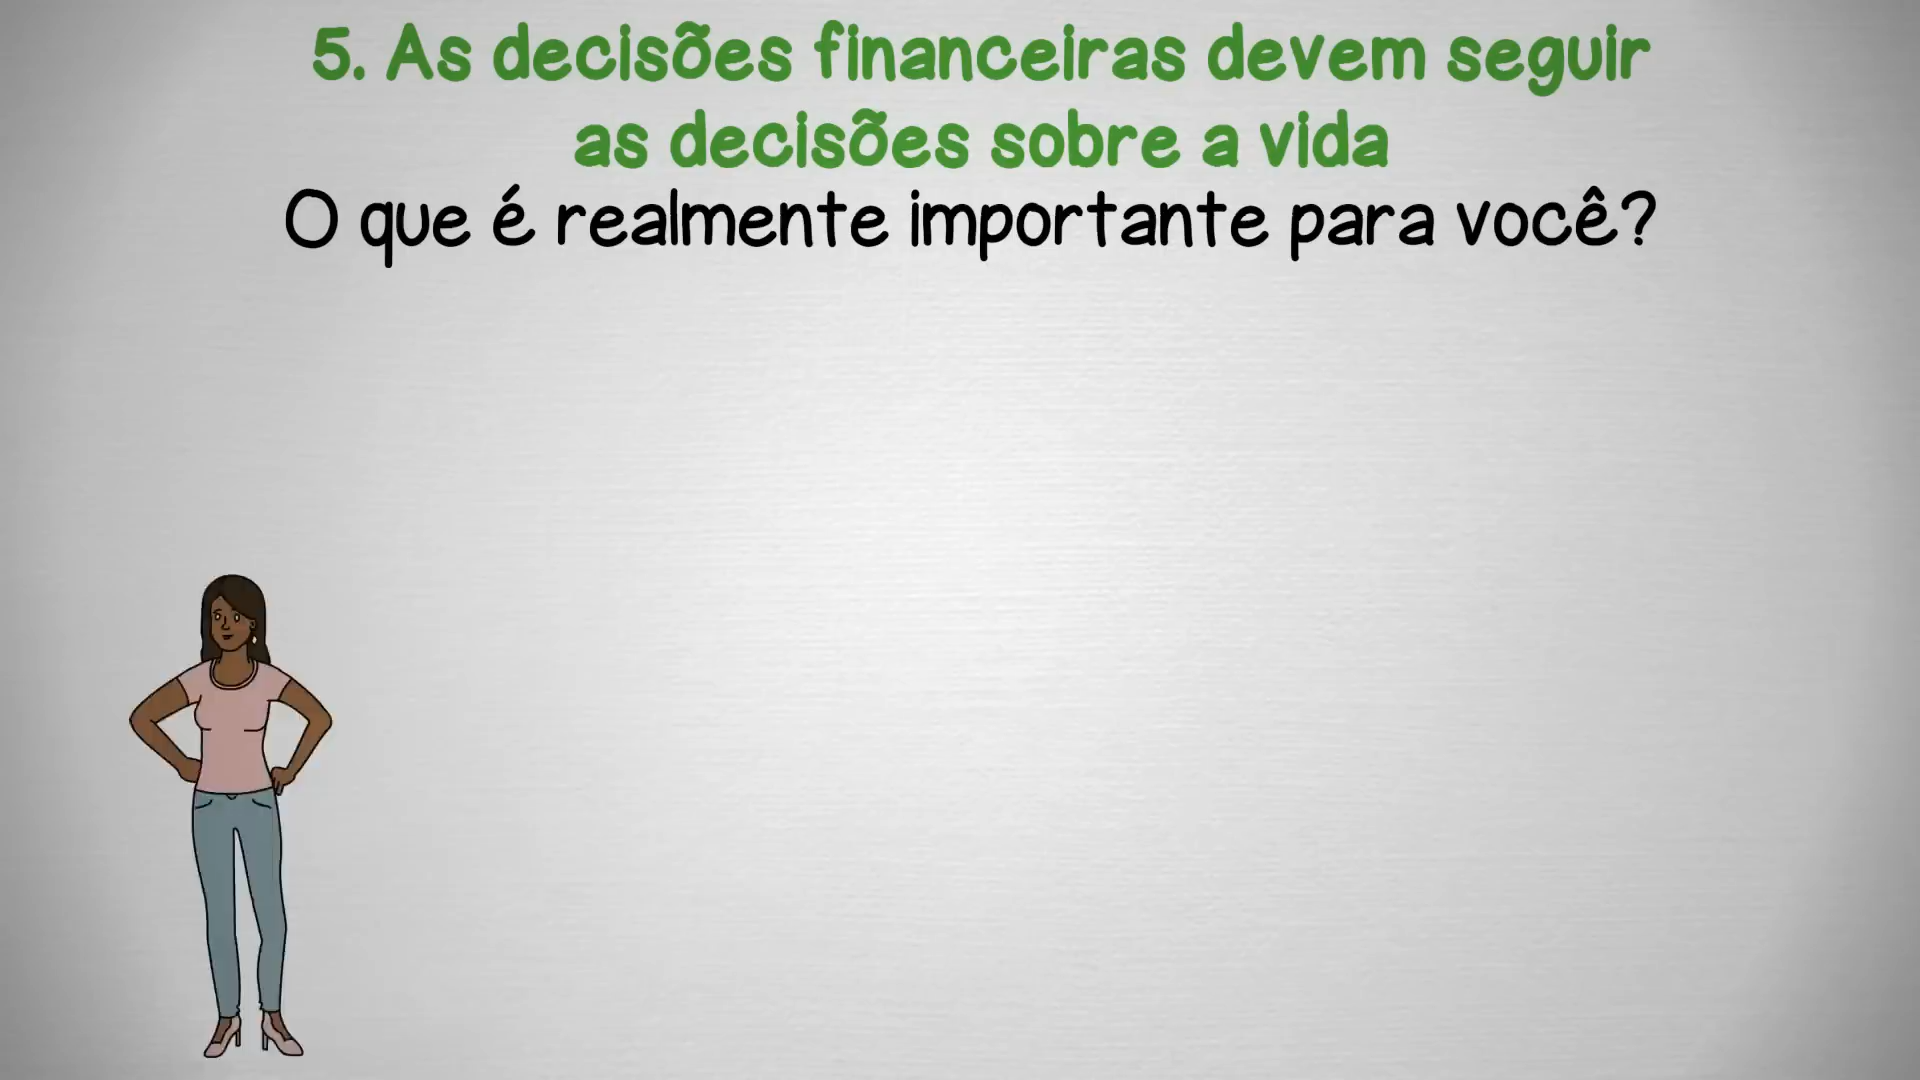 5. As decisões financeiras devem seguir
as decisões sobre a vida
O que é realmente importante para você?